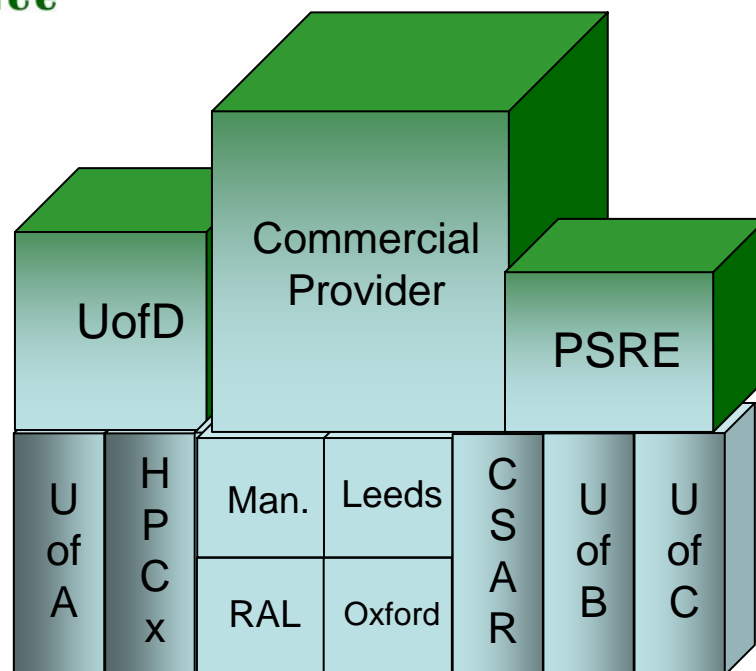 Commercial
Provider
UofD
PSRE
U
of
A
H
P
C
x
Man.
Leeds
RAL
Oxford
C
S
A
R
U
of
B
U
of
C